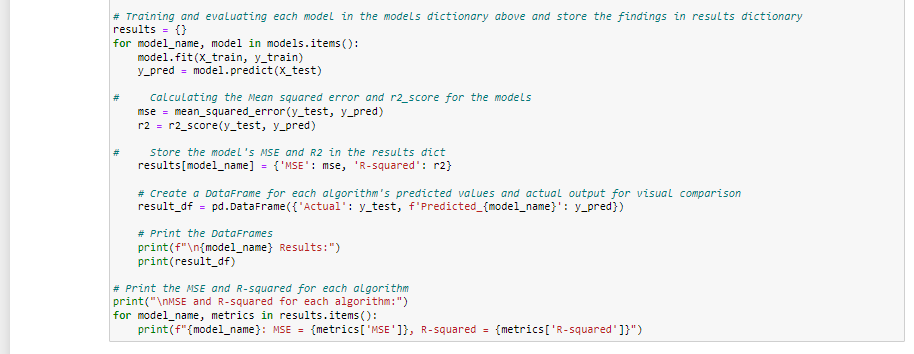 # Training and evaluating each model in the models dictionary above and store the findings in results dictionary
results = {}
for model_name, model in models.items():
    model.fit(X_train, y_train)
    y_pred = model.predict(X_test)

#     Calculating the Mean squared error and r2_score for the models
    mse = mean_squared_error(y_test, y_pred)
    r2 = r2_score(y_test, y_pred)

#     Store the model's MSE and R2 in the results dict
    results[model_name] = {'MSE': mse, 'R-squared': r2}

    # Create a DataFrame for each algorithm's predicted values and actual output for visual comparison
    result_df = pd.DataFrame({'Actual': y_test, f'Predicted_{model_name}': y_pred})

    # Print the DataFrames
    print(f"\n{model_name} Results:")
    print(result_df)

# Print the MSE and R-squared for each algorithm
print("\nMSE and R-squared for each algorithm:")
for model_name, metrics in results.items():
    print(f"{model_name}: MSE = {metrics['MSE']}, R-squared = {metrics['R-squared']}")